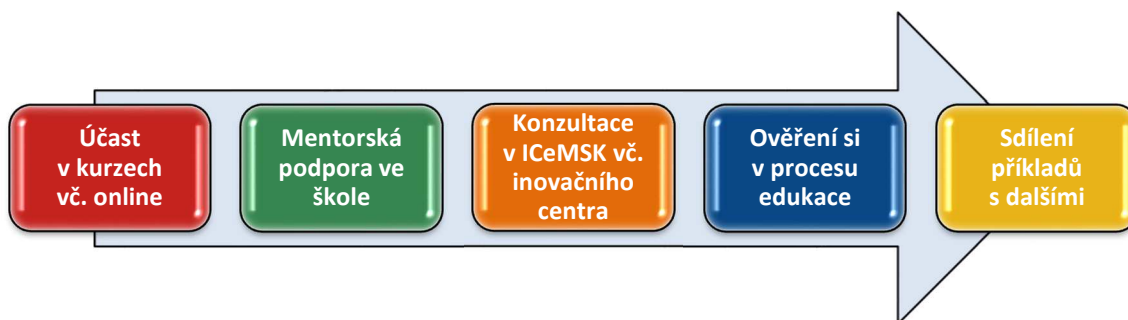 Účast
v kurzech
vč. online
Mentorská
podpora ve
škole
Konzultace
v ICeMSK vč.
inovačního
centra
Ověření si
v procesu
edukace
Sdílení
příkladů
s dalšími